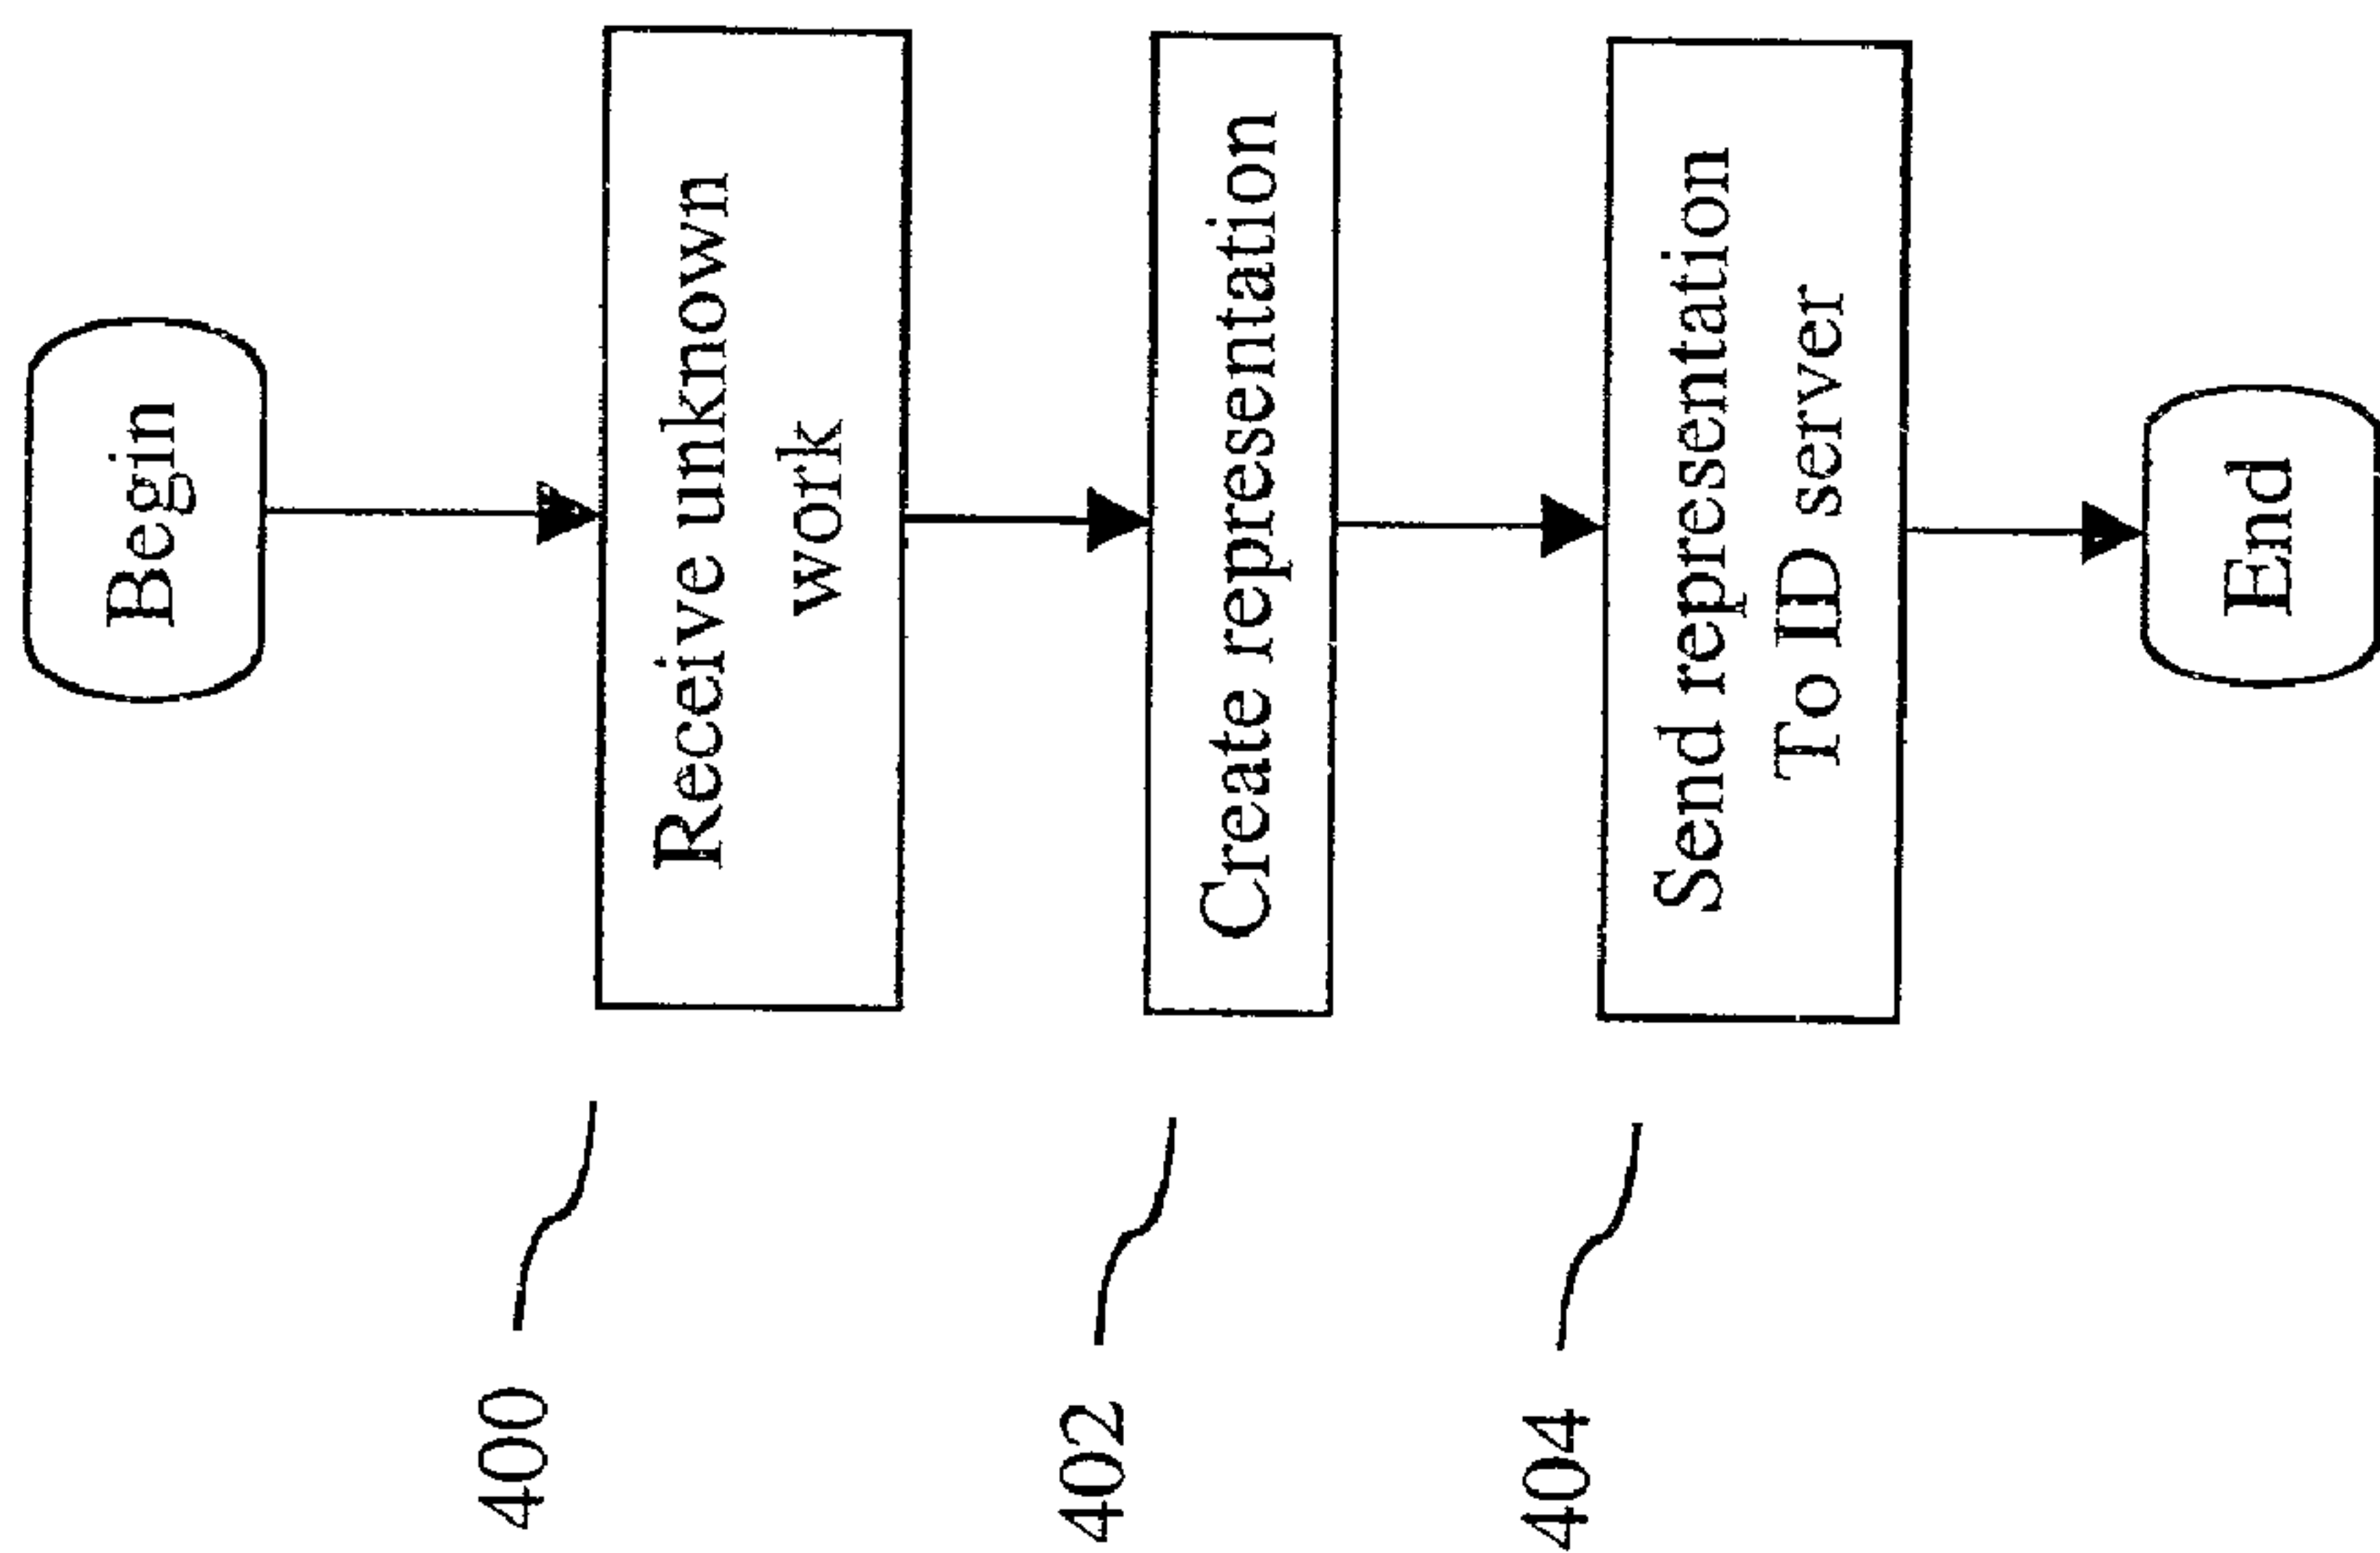 Begin
400
Receive unknown
work
402
Create representation
404
Send representation
To ID server
End